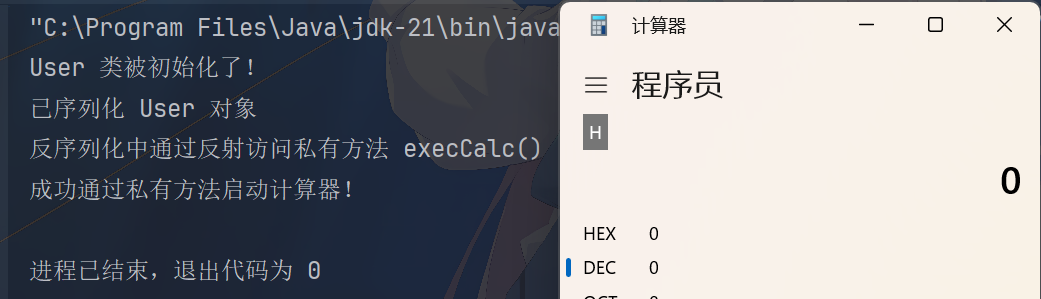 "C:\Program Files\Java\jdk-21\bin\java
User 类被初始化了!
已序列化 User 对象
反序列化中通过反射访问私有方法 execCalc()
成功通过私有方法启动计算器!
进程已结束，退出代码为 0
计算器
程序员
H
0
HEX 0
DEC 0